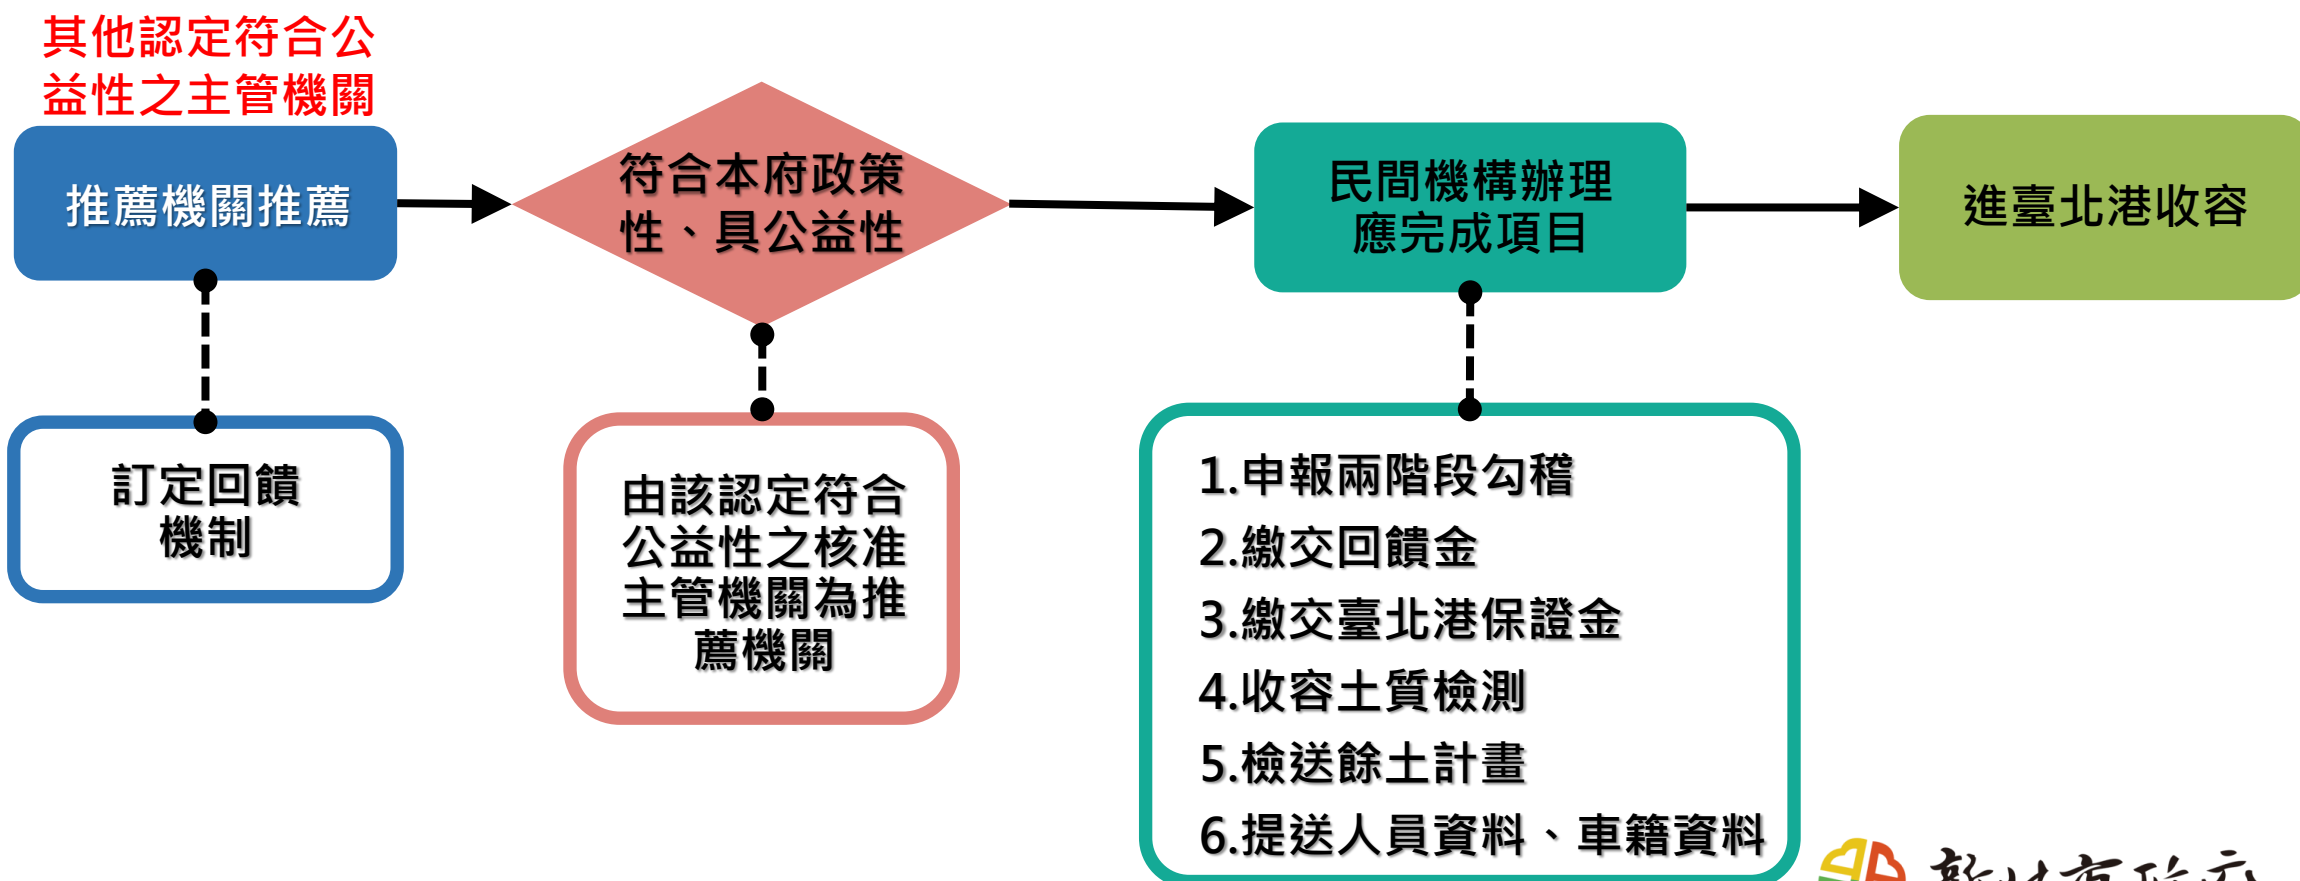 其他認定符合公
益性之主管機關
推薦機關推薦
符合本府政策
性、具公益性
民間機構辦理
應完成項目
進臺北港收容
訂定回饋
機制
由該認定符合
公益性之核准
主管機關為推
薦機關
1.申報兩階段勾稽
2.繳交回饋金
3.繳交臺北港保證金
4.收容土質檢測
5.檢送餘土計畫
6.提送人員資料、車籍資料
新北市政府